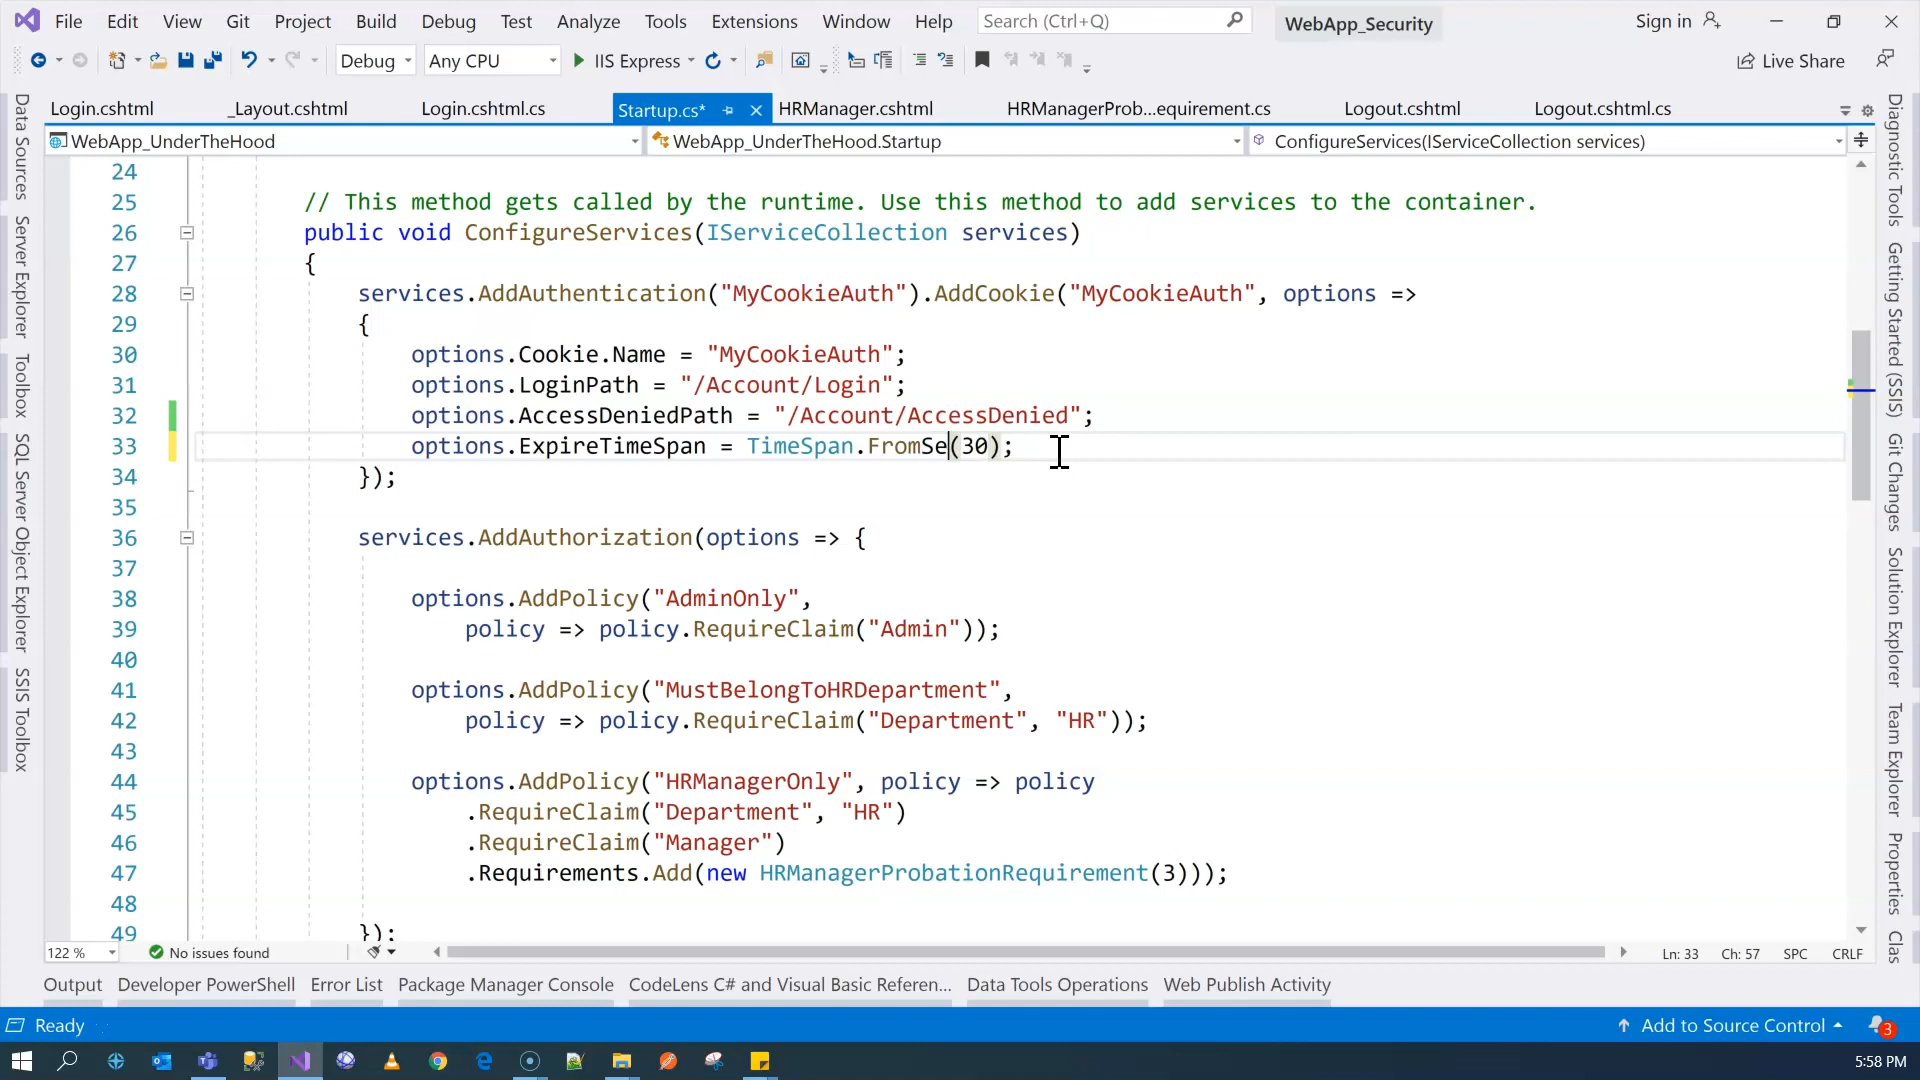 File Edit View Git Project Build Debug Test Analyze Tools Extensions Window Help Search (Ctrl+Q) WebApp_Security Sign in
Debug Any CPU IIS Express Live Share
Login.cshtml _Layout.cshtml Login.cshtml.cs Startup.cs* HRManager.cshtml HRManagerProb...equirement.cs Logout.cshtml Logout.cshtml.cs
WebApp_UnderTheHood WebApp_UnderTheHood.Startup ConfigureServices(IServiceCollection services)
24
25 // This method gets called by the runtime. Use this method to add services to the container.
26 public void ConfigureServices(IServiceCollection services)
27 {
28 services.AddAuthentication("MyCookieAuth").AddCookie("MyCookieAuth", options =>
29 {
30 options.Cookie.Name = "MyCookieAuth";
31 options.LoginPath = "/Account/Login";
32 options.AccessDeniedPath = "/Account/AccessDenied";
33 options.ExpireTimeSpan = TimeSpan.FromSe(30);
34 });
35
36 services.AddAuthorization(options => {
37
38 options.AddPolicy("AdminOnly",
39 policy => policy.RequireClaim("Admin"));
40
41 options.AddPolicy("MustBelongToHRDepartment",
42 policy => policy.RequireClaim("Department", "HR"));
43
44 options.AddPolicy("HRManagerOnly", policy => policy
45 .RequireClaim("Department", "HR")
46 .RequireClaim("Manager")
47 .Requirements.Add(new HRManagerProbationRequirement(3)));
48
49 });
122 % No issues found Ln: 33 Ch: 57 SPC CRLF
Output Developer PowerShell Error List Package Manager Console CodeLens C# and Visual Basic Referen... Data Tools Operations Web Publish Activity
Ready Add to Source Control 3
5:58 PM
Data Sources
Server Explorer
Toolbox
SQL Server Object Explorer
SSIS Toolbox
Diagnostic Tools
Getting Started (SSIS)
Git Changes
Solution Explorer
Team Explorer
Properties
Clas